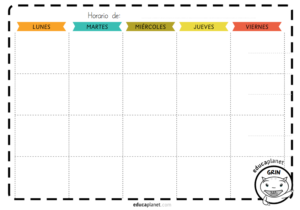 Horario de:
LUNES
MARTES
MIÉRCOLES
JUEVES
VIERNES
educaplanet
GRIN
educaplanet.com